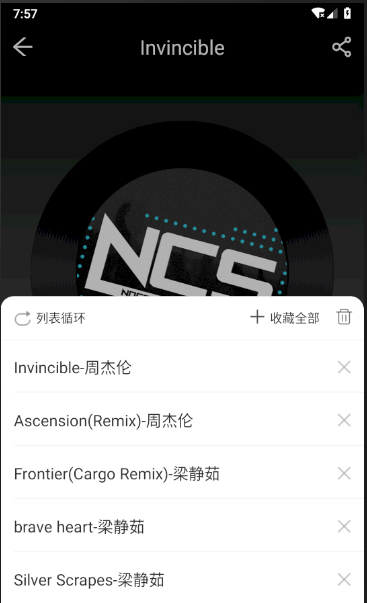 7:57
Invincible
NCS
列表循环
收藏全部
Invincible-周杰伦
Ascension(Remix)-周杰伦
Frontier(Cargo Remix)-梁静茹
brave heart-梁静茹
Silver Scrapes-梁静茹